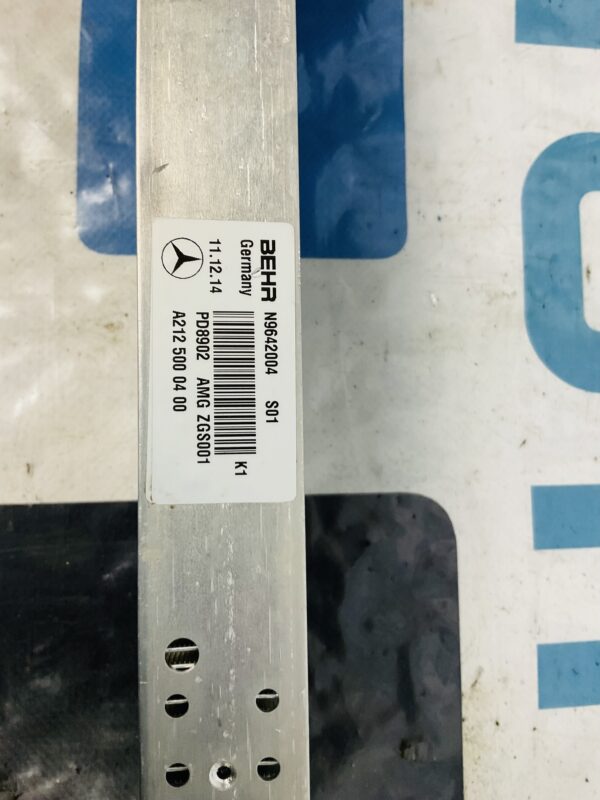 BEHR N9642004 S01
Germany K1
11.12.14 PD8902 AMG ZGS001
A212 500 04 00